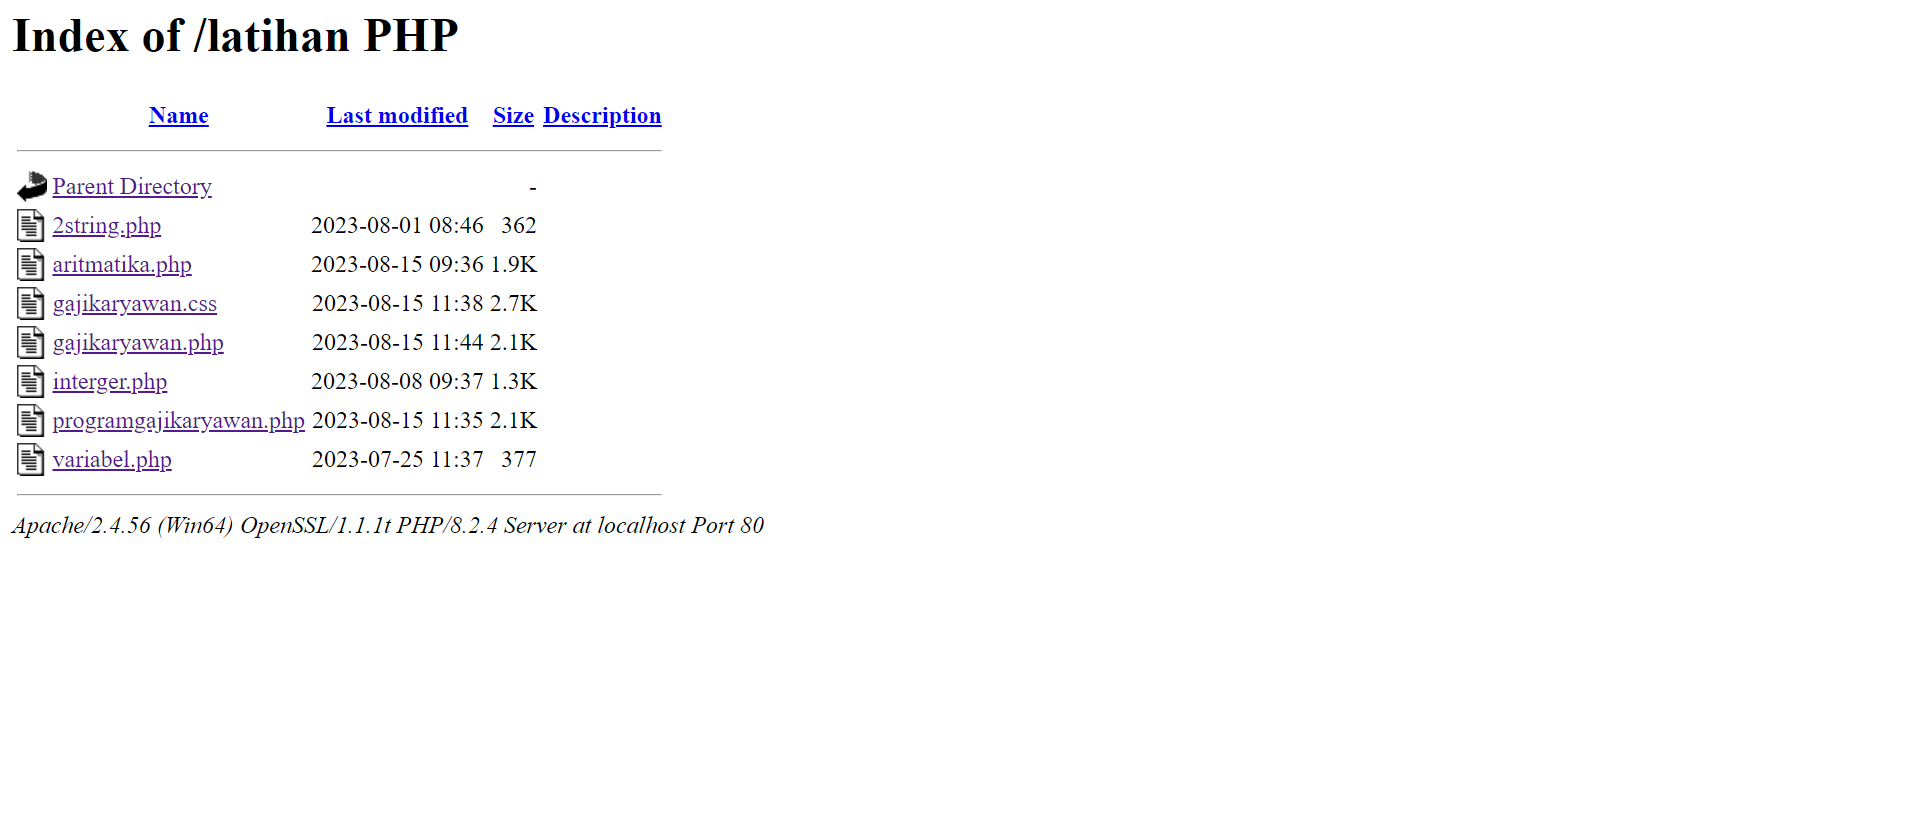 Index of /latihan PHP
Name Last modified Size Description
Parent Directory -
2string.php 2023-08-01 08:46 362
aritmatika.php 2023-08-15 09:36 1.9K
gajikaryawan.css 2023-08-15 11:38 2.7K
gajikaryawan.php 2023-08-15 11:44 2.1K
interger.php 2023-08-08 09:37 1.3K
programgajikaryawan.php 2023-08-15 11:35 2.1K
variabel.php 2023-07-25 11:37 377
Apache/2.4.56 (Win64) OpenSSL/1.1.1t PHP/8.2.4 Server at localhost Port 80